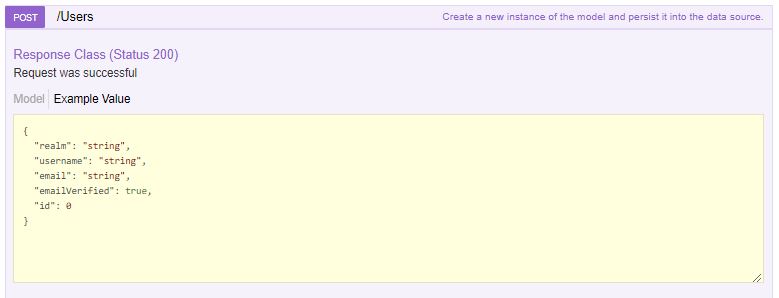 POST /Users Create a new instance of the model and persist it into the data source.
Response Class (Status 200)
Request was successful
Model Example Value
{
"realm": "string",
"username": "string",
"email": "string",
"emailVerified": true,
"id": 0
}